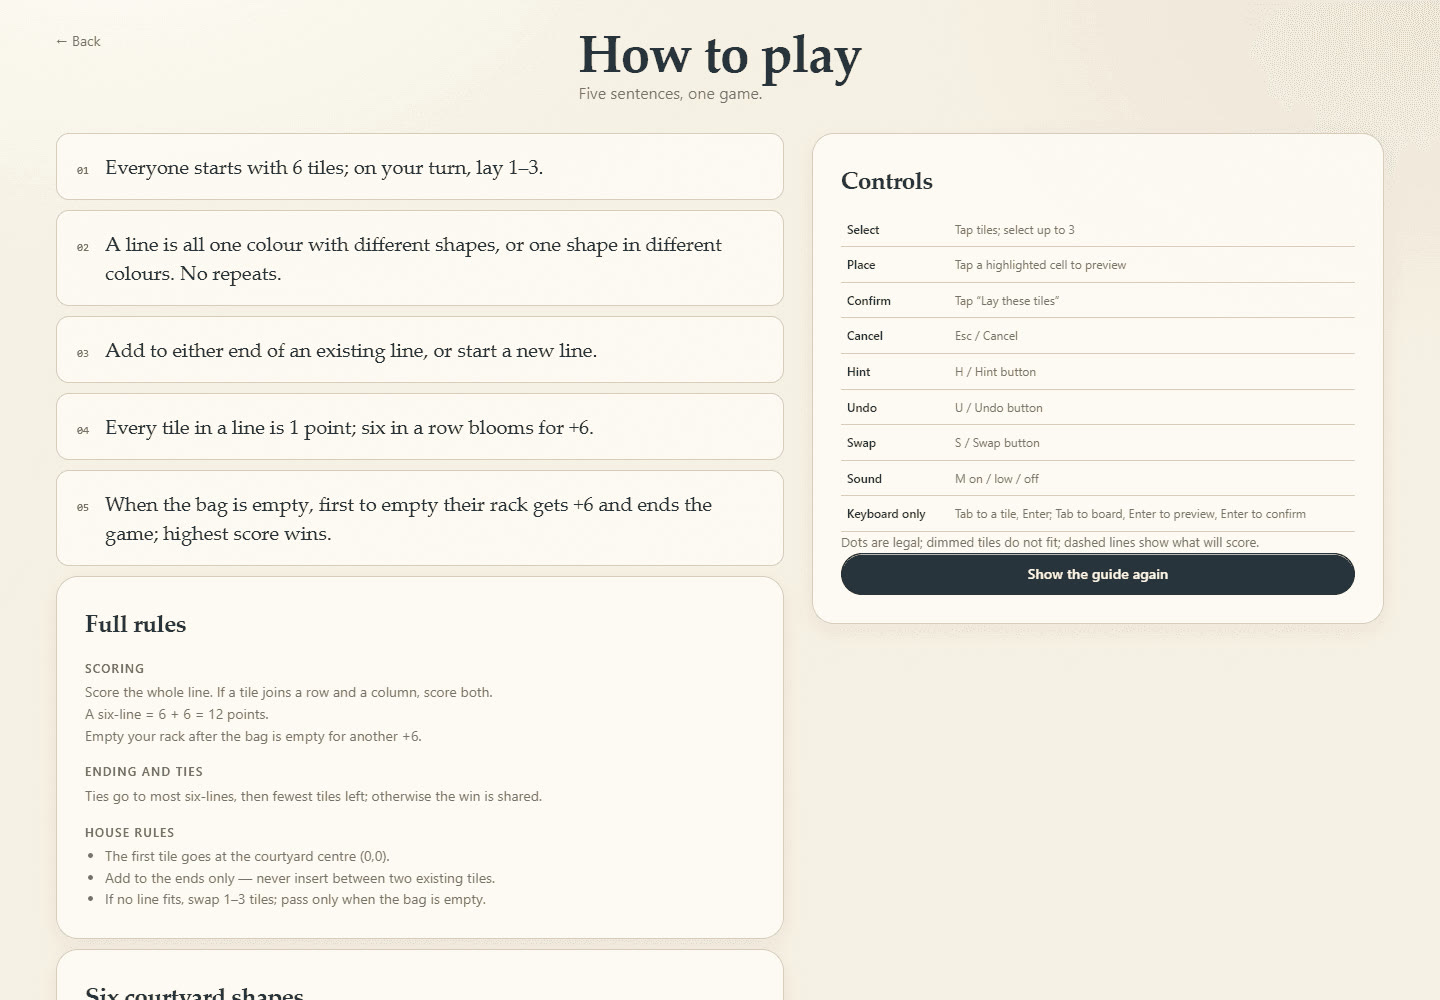 ← Back
How to play
Five sentences, one game.
01 Everyone starts with 6 tiles; on your turn, lay 1–3.
02 A line is all one colour with different shapes, or one shape in different
colours. No repeats.
03 Add to either end of an existing line, or start a new line.
04 Every tile in a line is 1 point; six in a row blooms for +6.
05 When the bag is empty, first to empty their rack gets +6 and ends the
game; highest score wins.
Full rules
SCORING
Score the whole line. If a tile joins a row and a column, score both.
A six-line = 6 + 6 = 12 points.
Empty your rack after the bag is empty for another +6.
ENDING AND TIES
Ties go to most six-lines, then fewest tiles left; otherwise the win is shared.
HOUSE RULES
• The first tile goes at the courtyard centre (0,0).
• Add to the ends only — never insert between two existing tiles.
• If no line fits, swap 1–3 tiles; pass only when the bag is empty.
Six courtyard shapes
Controls
Select Tap tiles; select up to 3
Place Tap a highlighted cell to preview
Confirm Tap “Lay these tiles”
Cancel Esc / Cancel
Hint H / Hint button
Undo U / Undo button
Swap S / Swap button
Sound M on / low / off
Keyboard only Tab to a tile, Enter; Tab to board, Enter to preview, Enter to confirm
Dots are legal; dimmed tiles do not fit; dashed lines show what will score.
Show the guide again